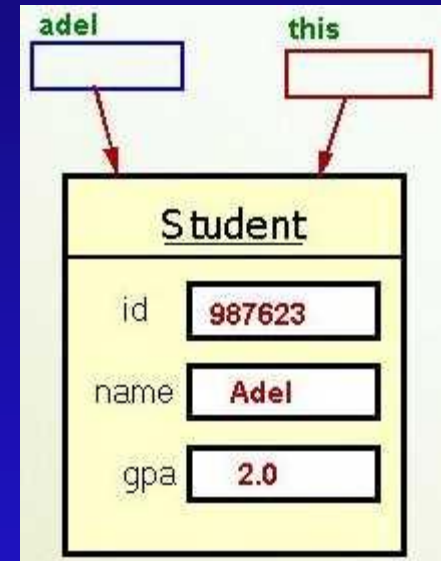 adel this
Student
id 987623
name Adel
gpa 2.0